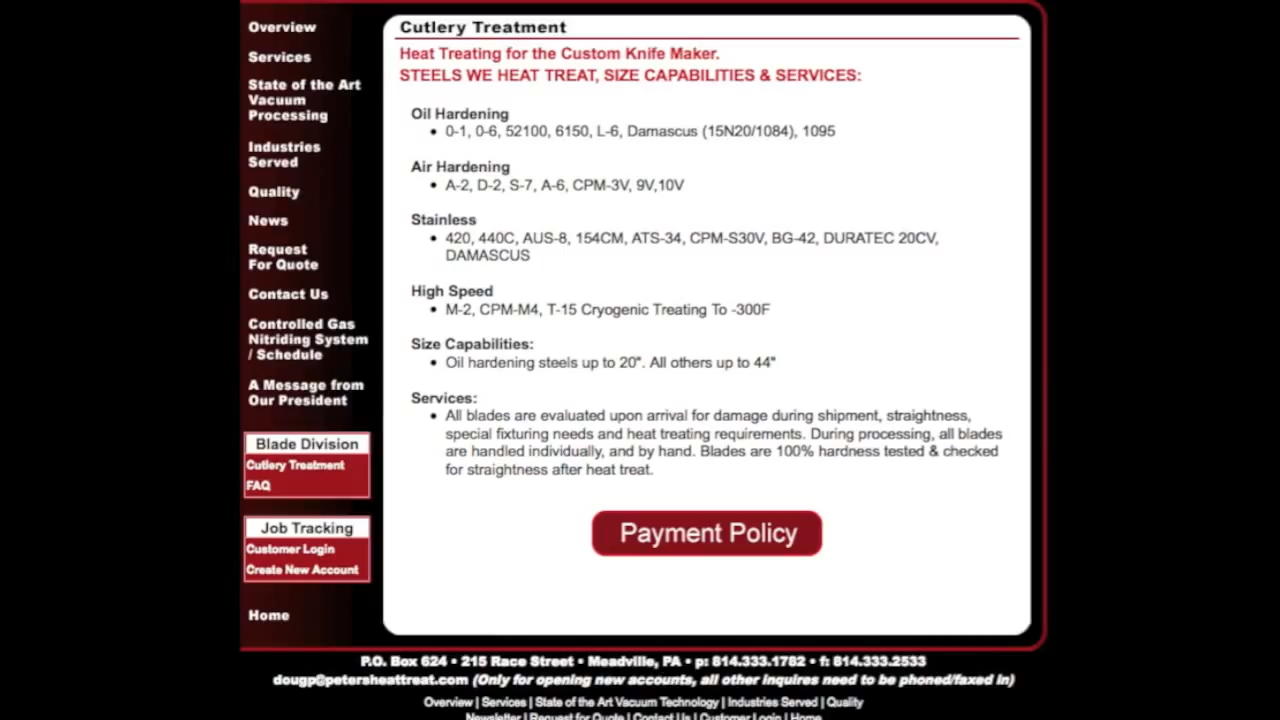 Overview
Services
State of the Art
Vacuum
Processing
Industries
Served
Quality
News
Request
For Quote
Contact Us
Controlled Gas
Nitriding System
/ Schedule
A Message from
Our President
Blade Division
Cutlery Treatment
FAQ
Job Tracking
Customer Login
Create New Account
Home
Cutlery Treatment
Heat Treating for the Custom Knife Maker.
STEELS WE HEAT TREAT, SIZE CAPABILITIES & SERVICES:
Oil Hardening
• 0-1, 0-6, 52100, 6150, L-6, Damascus (15N20/1084), 1095
Air Hardening
• A-2, D-2, S-7, A-6, CPM-3V, 9V,10V
Stainless
• 420, 440C, AUS-8, 154CM, ATS-34, CPM-S30V, BG-42, DURATEC 20CV,
DAMASCUS
High Speed
• M-2, CPM-M4, T-15 Cryogenic Treating To -300F
Size Capabilities:
• Oil hardening steels up to 20". All others up to 44"
Services:
• All blades are evaluated upon arrival for damage during shipment, straightness,
special fixturing needs and heat treating requirements. During processing, all blades
are handled individually, and by hand. Blades are 100% hardness tested & checked
for straightness after heat treat.
Payment Policy
P.O. Box 624 • 215 Race Street • Meadville, PA • p: 814.333.1782 • f: 814.333.2533
dougp@petersheattreat.com (Only for opening new accounts, all other inquires need to be phoned/faxed in)
Overview | Services | State of the Art Vacuum Technology | Industries Served | Quality
Newsletter | Request for Quote | Contact Us | Customer Login | Home